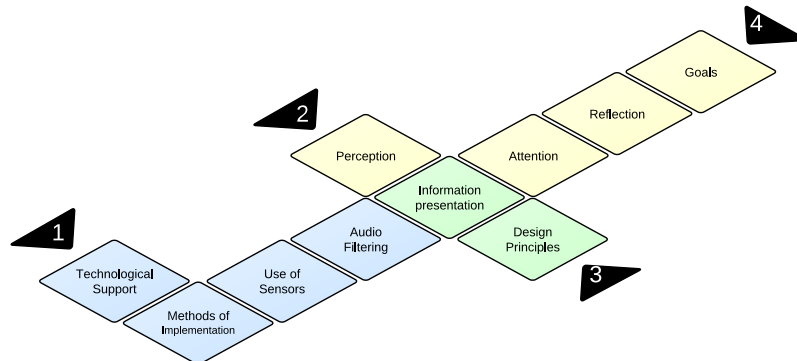 4
Goals
2
Reflection
Perception
Attention
Information
presentation
1
Audio
Filtering
Design
Principles
Technological
Support
Use of
Sensors
3
Methods of
Implementation